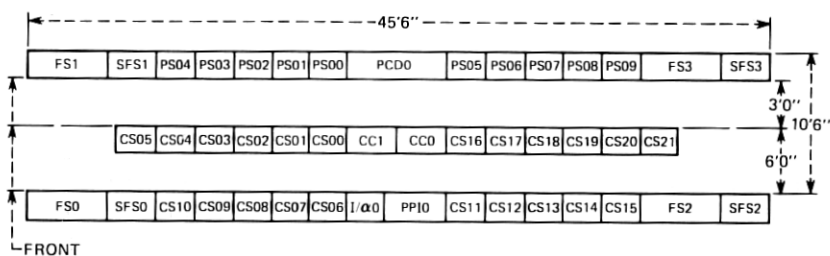 45'6"
FS1 SFS1 PS04 PS03 PS02 PS01 PS00 PCD0 PS05 PS06 PS07 PS08 PS09 FS3 SFS3
3'0"
10'6"
CS05 CS04 CS03 CS02 CS01 CS00 CC1 CC0 CS16 CS17 CS18 CS19 CS20 CS21
6'0"
FS0 SFS0 CS10 CS09 CS08 CS07 CS06 I/α0 PPI0 CS11 CS12 CS13 CS14 CS15 FS2 SFS2
FRONT